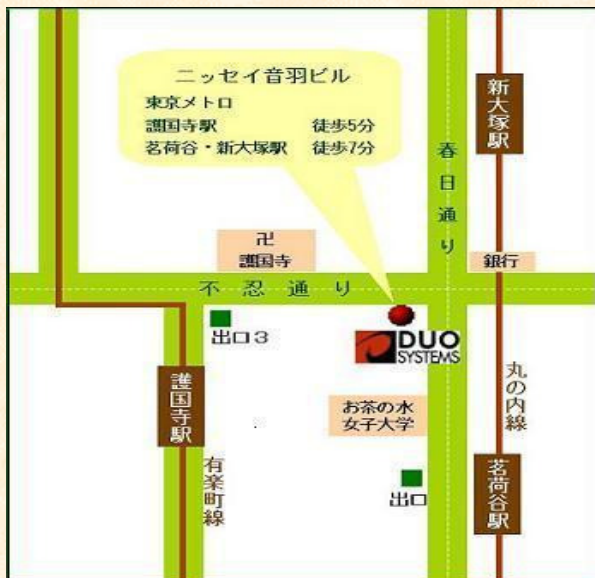 ニッセイ音羽ビル
東京メトロ
護国寺駅 徒歩5分
茗荷谷・新大塚駅 徒歩7分
新大塚駅
春日通り
卍
護国寺
銀行
不忍通り
出口3
DUO
SYSTEMS
護国寺駅
お茶の水
女子大学
丸の内線
有楽町線
出口
茗荷谷駅